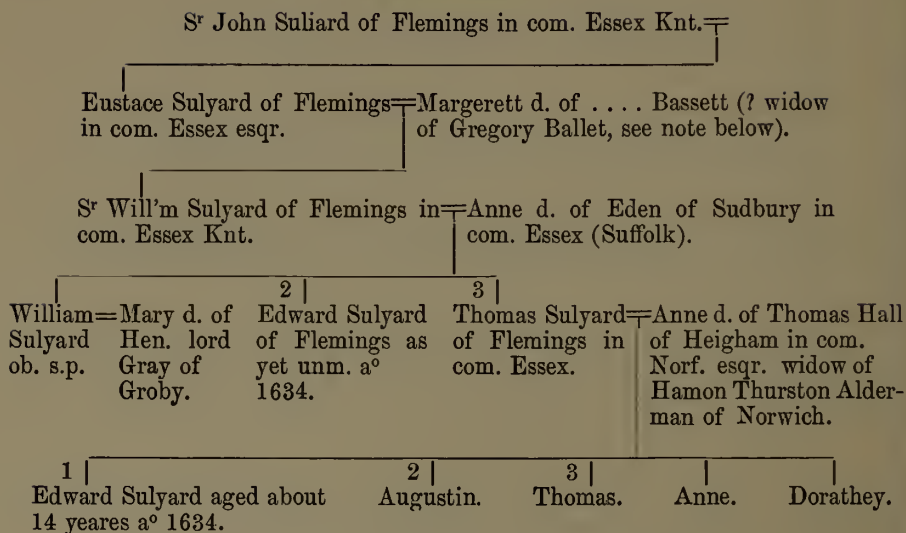 Sʳ John Suliard of Flemings in com. Essex Knt.
Eustace Sulyard of Flemings=Margerett d. of . . . . Bassett (? widow
in com. Essex esqr. of Gregory Ballet, see note below).
Sʳ Will'm Sulyard of Flemings in=Anne d. of Eden of Sudbury in
com. Essex Knt. com. Essex (Suffolk).
2 3
William=Mary d. of Edward Sulyard Thomas Sulyard=Anne d. of Thomas Hall
Sulyard Hen. lord of Flemings as of Flemings in of Heigham in com.
ob. s.p. Gray of yet unm. aº com. Essex. Norf. esqr. widow of
Groby. 1634. Hamon Thurston Alder-
man of Norwich.
1 2 3
Edward Sulyard aged about Augustin. Thomas. Anne. Dorathey.
14 yeares aº 1634.